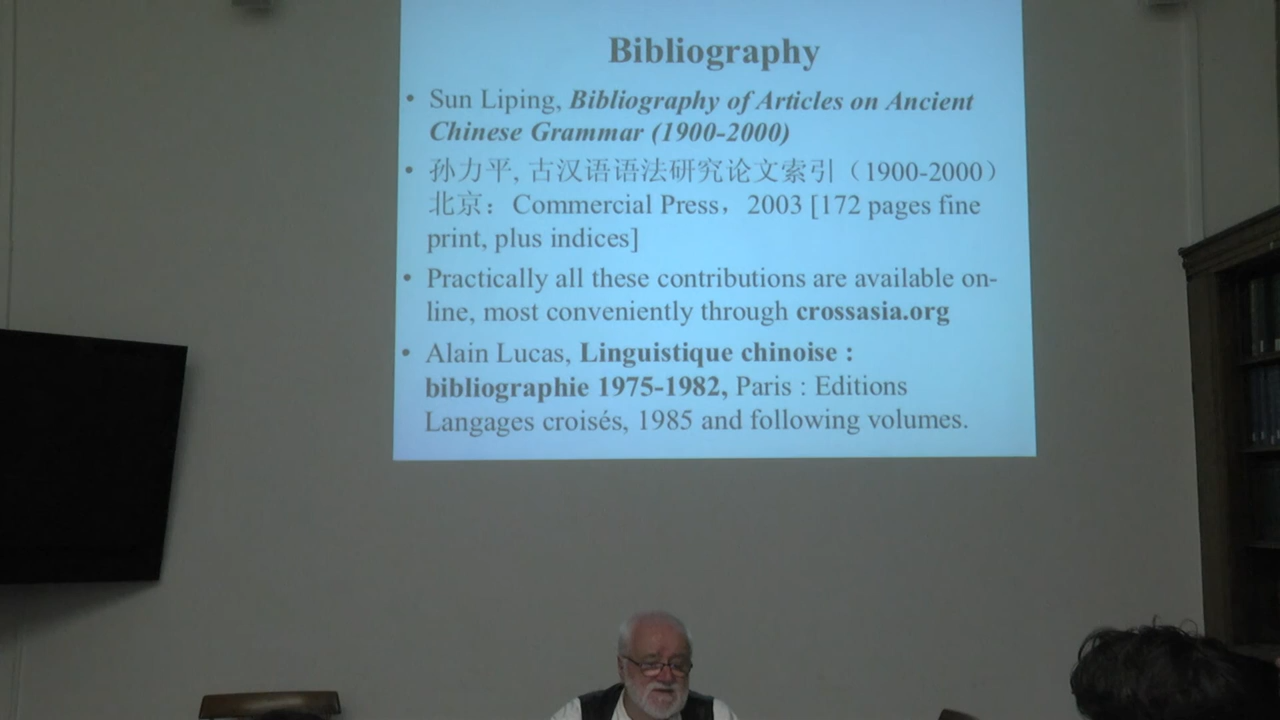 Bibliography
• Sun Liping, Bibliography of Articles on Ancient
Chinese Grammar (1900-2000)
• 孙力平, 古汉语语法研究论文索引（1900-2000）
北京：Commercial Press，2003 [172 pages fine
print, plus indices]
• Practically all these contributions are available on-
line, most conveniently through crossasia.org
• Alain Lucas, Linguistique chinoise :
bibliographie 1975-1982, Paris : Editions
Langages croisés, 1985 and following volumes.